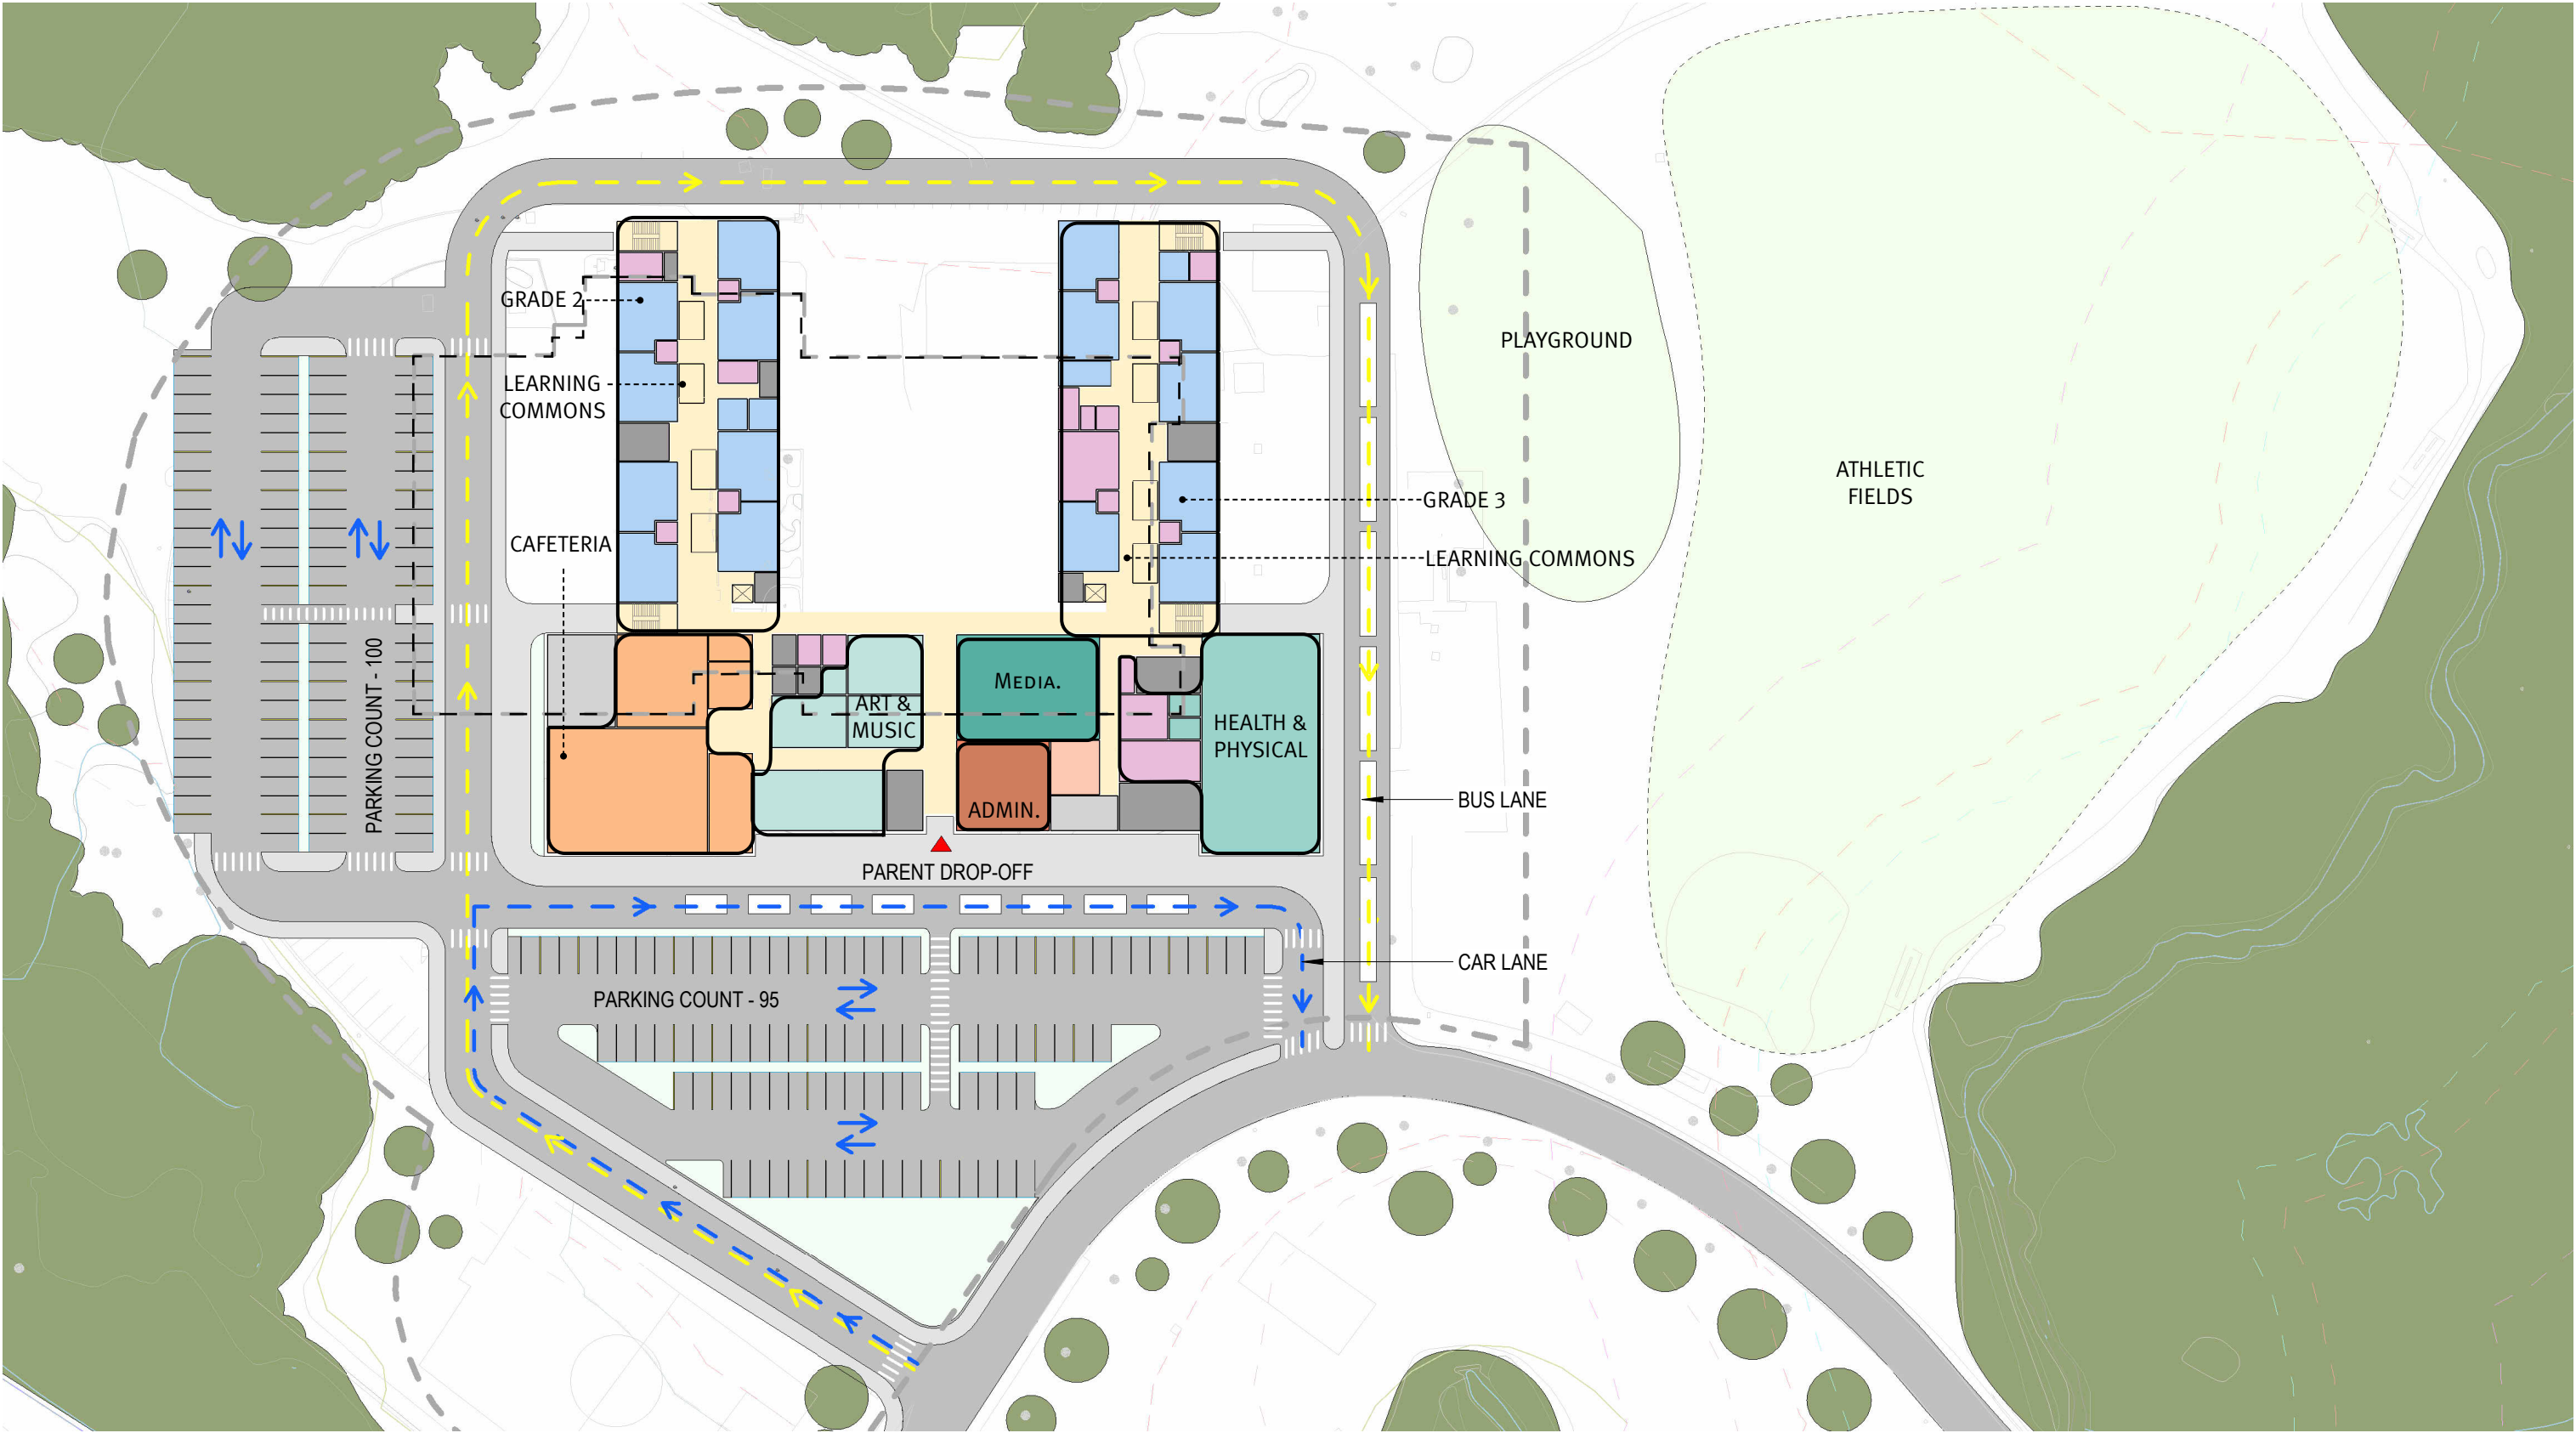 GRADE 2
LEARNING
COMMONS
CAFETERIA
PLAYGROUND
ATHLETIC
FIELDS
GRADE 3
LEARNING COMMONS
PARKING COUNT - 100
ART &
MUSIC
MEDIA.
ADMIN.
HEALTH &
PHYSICAL
BUS LANE
PARENT DROP-OFF
CAR LANE
PARKING COUNT - 95